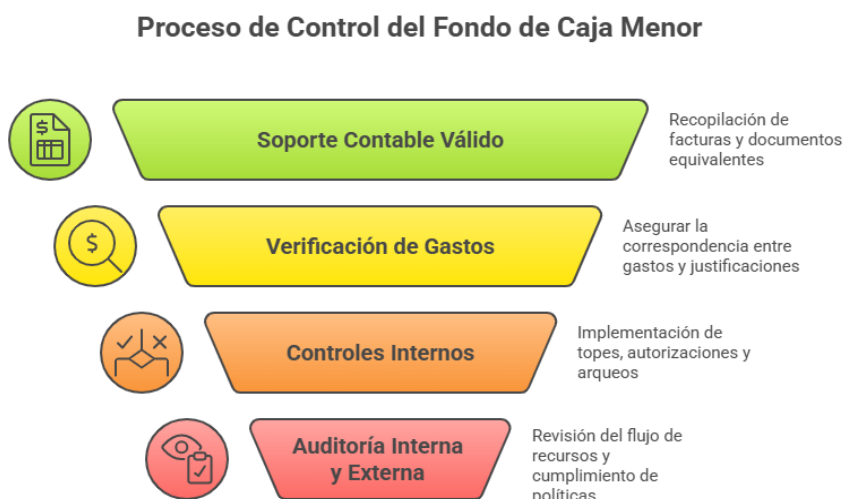 Proceso de Control del Fondo de Caja Menor
Soporte Contable Válido
Recopilación de
facturas y documentos
equivalentes
Verificación de Gastos
Asegurar la
correspondencia entre
gastos y justificaciones
Controles Internos
Implementación de
topes, autorizaciones y
arqueos
Auditoría Interna
y Externa
Revisión del flujo de
recursos y
cumplimiento de
políticas